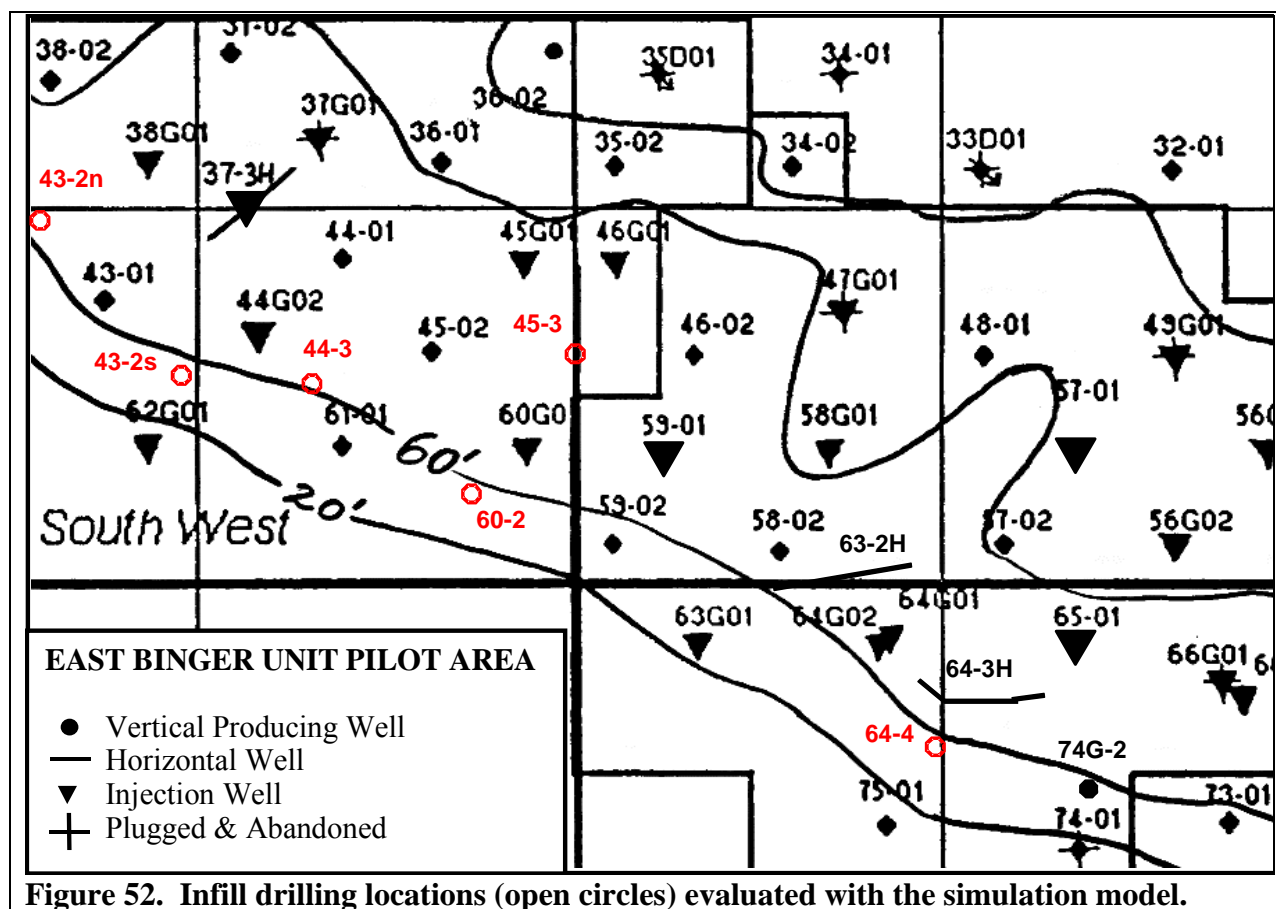 38-02
37-02
36-02
35D01
34-01
38G01
37G01
36-01
35-02
34-02
33D01
32-01
43-2n
37-3H
43-01
44-01
45G01
46G01
47G01
44G02
45-02
45-3
46-02
48-01
49G01
43-2s
44-3
57-01
62G01
61-01
60G0
59-01
58G01
56G
60'
20'
60-2
59-02
58-02
57-02
56G02
South West
63-2H
63G01
64G02
64G01
65-01
66G01
64-3H
64-4
74G-2
75-01
74-01
73-01
EAST BINGER UNIT PILOT AREA
Vertical Producing Well
Horizontal Well
Injection Well
Plugged & Abandoned
Figure 52. Infill drilling locations (open circles) evaluated with the simulation model.